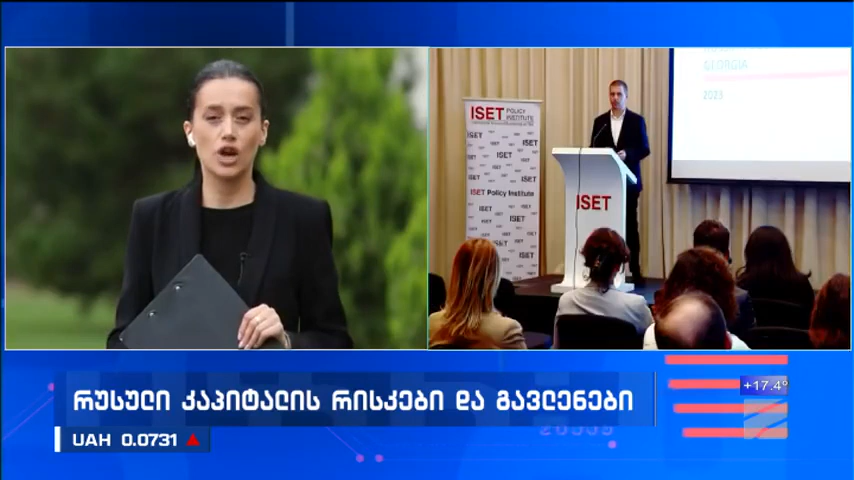 ISET POLICY
INSTITUTE
ISET Policy Institute
ISET
GEORGIA
2023
ᲠᲣᲡᲣᲚᲘ ᲙᲐᲞᲘᲢᲐᲚᲘᲡ ᲠᲘᲡᲙᲔᲑᲘ ᲓᲐ ᲒᲐᲕᲚᲔᲜᲔᲑᲘ
+17.4°
UAH 0.0731